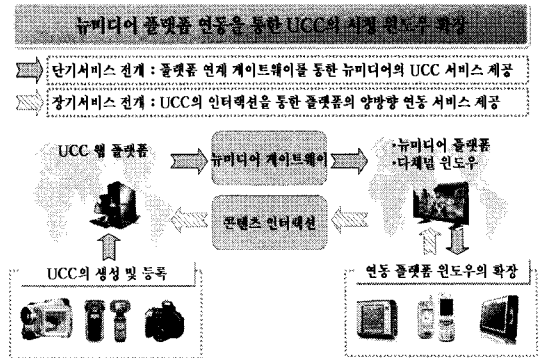 뉴미디어 플랫폼 연동을 통한 UCC의 시청 윈도우 확장
단기서비스 전개 : 플랫폼 연계 게이트웨이를 통한 뉴미디어의 UCC 서비스 제공
장기서비스 전개 : UCC의 인터랙션을 통한 플랫폼의 양방향 연동 서비스 제공
UCC 웹 플랫폼
뉴미디어 게이트웨이
·뉴미디어 플랫폼
·다채널 윈도우
콘텐츠 인터랙션
UCC의 생성 및 등록
연동 플랫폼 윈도우의 확장